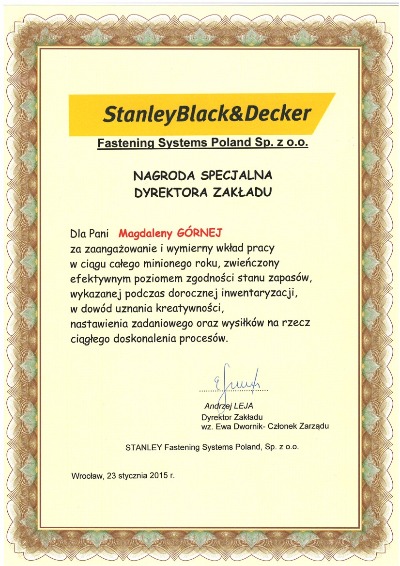 StanleyBlack&Decker
Fastening Systems Poland Sp. z o.o.
NAGRODA SPECJALNA
DYREKTORA ZAKŁADU
Dla Pani Magdaleny GÓRNEJ
za zaangażowanie i wymierny wkład pracy
w ciągu całego minionego roku, zwieńczony
efektywnym poziomem zgodności stanu zapasów,
wykazanej podczas dorocznej inwentaryzacji,
w dowód uznania kreatywności,
nastawienia zadaniowego oraz wysiłków na rzecz
ciągłego doskonalenia procesów.
Andrzej LEJA
Dyrektor Zakładu
wz. Ewa Dwornik- Członek Zarządu
STANLEY Fastening Systems Poland, Sp. z o.o.
Wrocław, 23 stycznia 2015 r.